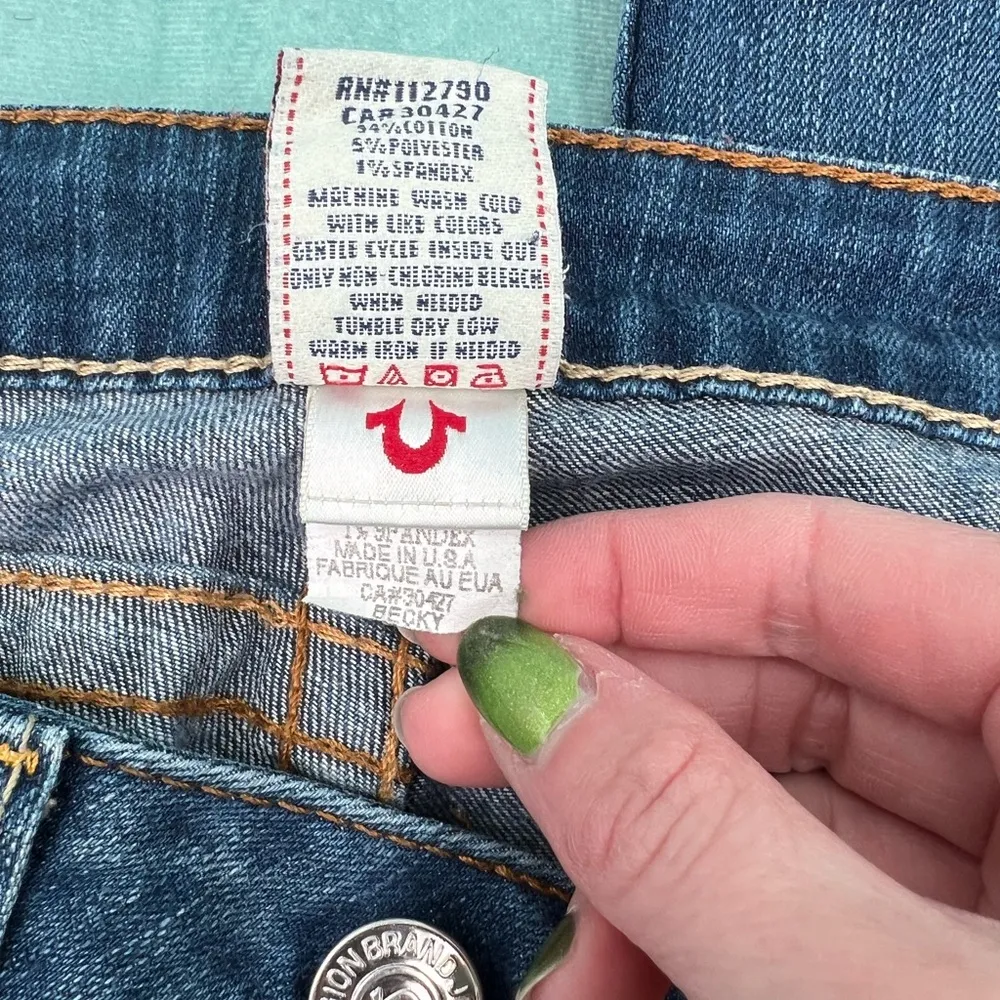 RN#112790
CA#30427
94%COTTON
5%POLYESTER
1%SPANDEX
MACHINE WASH COLD
WITH LIKE COLORS
GENTLE CYCLE INSIDE OUT
ONLY NON-CHLORINE BLEACH
WHEN NEEDED
TUMBLE DRY LOW
WARM IRON IF NEEDED
1% SPANDEX
MADE IN U.S.A
FABRIQUE AU EUA
CA#30427
BECKY
BRAND